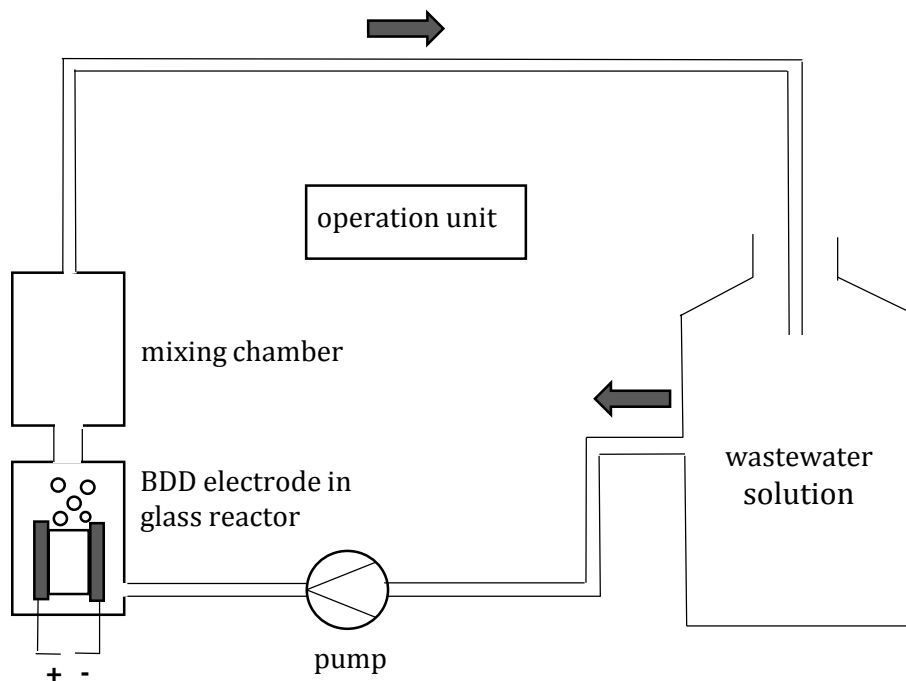 operation unit
mixing chamber
BDD electrode in
glass reactor
wastewater
solution
pump
+ -